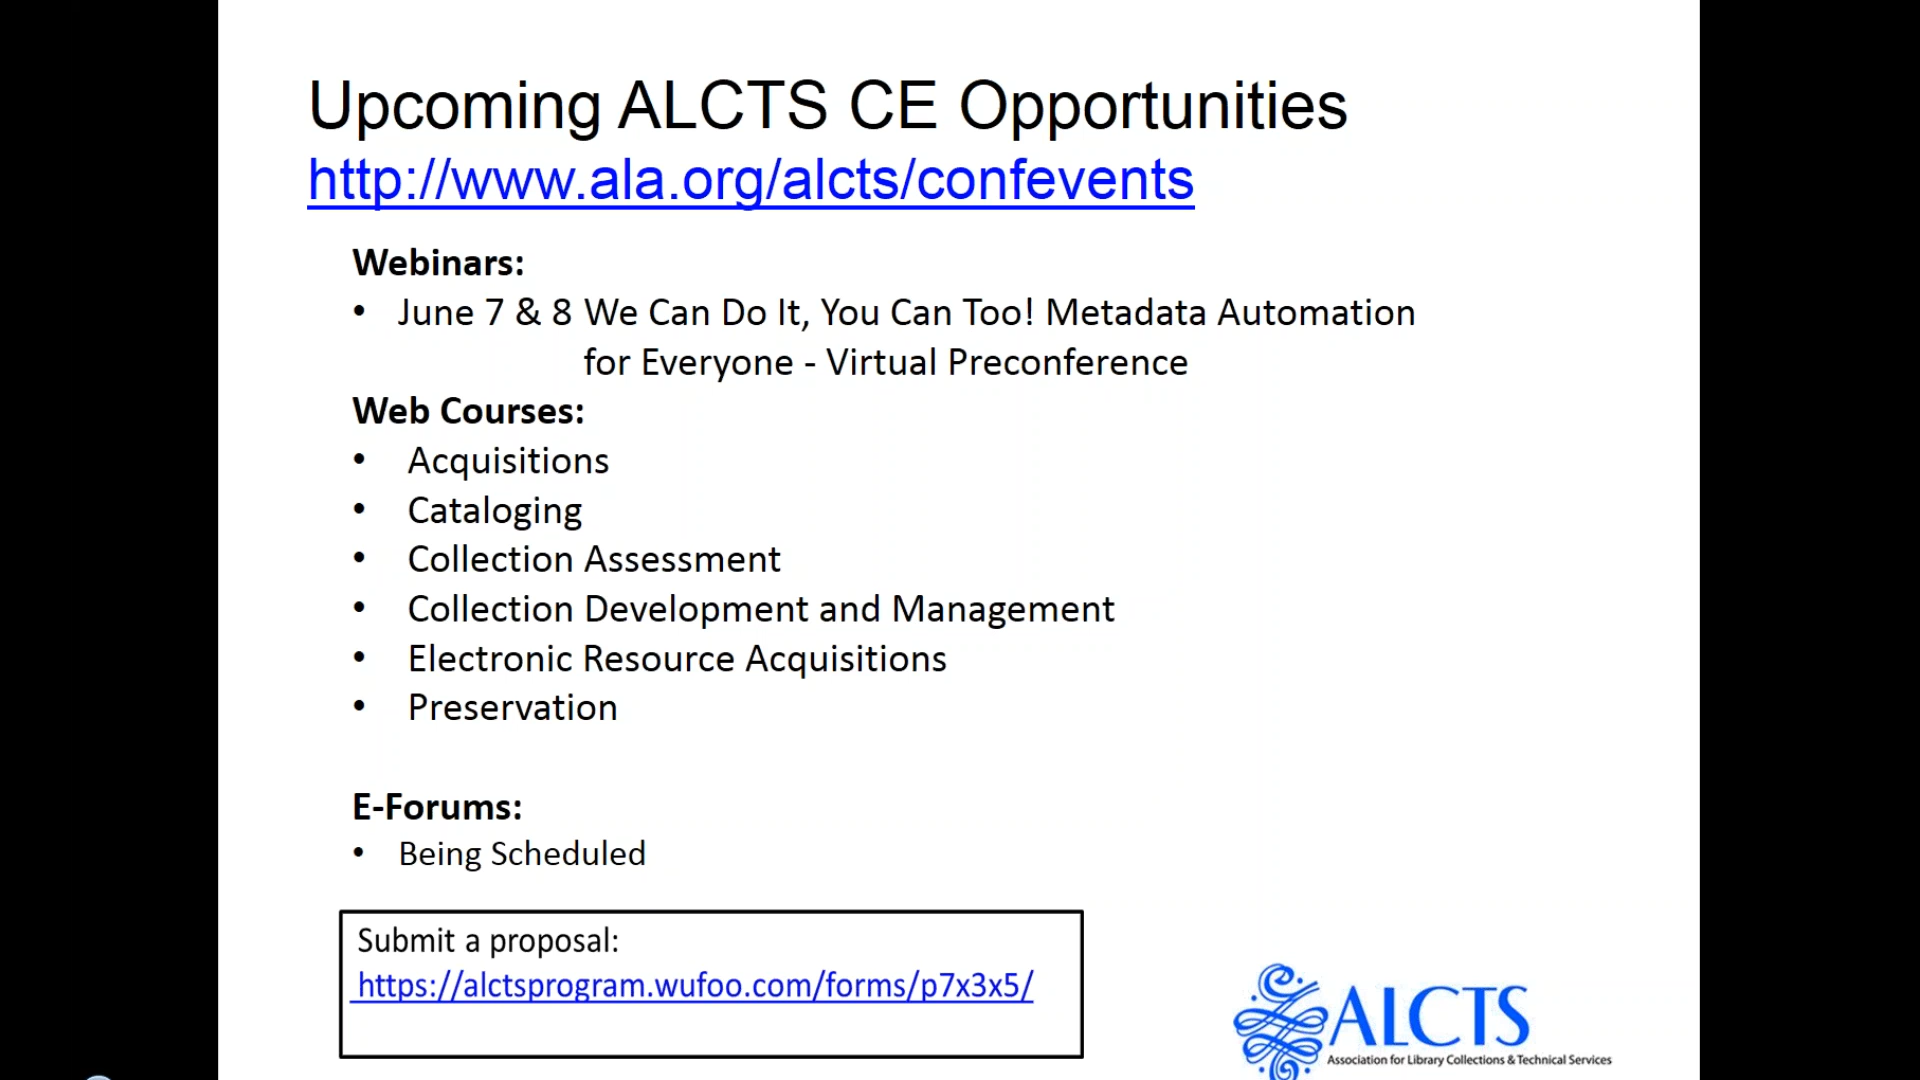 Upcoming ALCTS CE Opportunities
http://www.ala.org/alcts/confevents
Webinars:
• June 7 & 8 We Can Do It, You Can Too! Metadata Automation
for Everyone - Virtual Preconference
Web Courses:
• Acquisitions
• Cataloging
• Collection Assessment
• Collection Development and Management
• Electronic Resource Acquisitions
• Preservation
E-Forums:
• Being Scheduled
Submit a proposal:
https://alctsprogram.wufoo.com/forms/p7x3x5/
ALCTS
Association for Library Collections & Technical Services